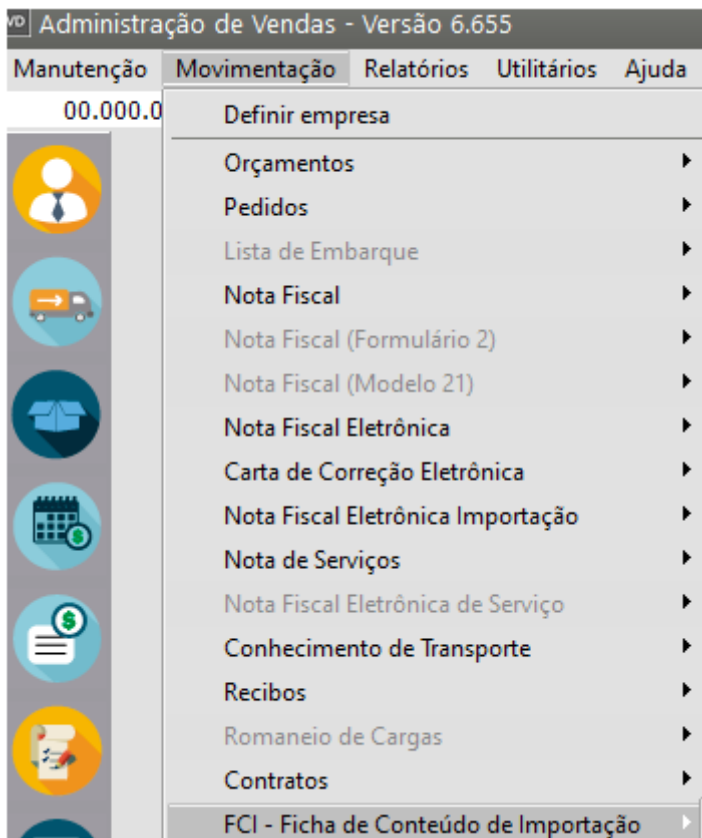 VD Administração de Vendas - Versão 6.655
Manutenção Movimentação Relatórios Utilitários Ajuda
00.000.0
Definir empresa
Orçamentos
Pedidos
Lista de Embarque
Nota Fiscal
Nota Fiscal (Formulário 2)
Nota Fiscal (Modelo 21)
Nota Fiscal Eletrônica
Carta de Correção Eletrônica
Nota Fiscal Eletrônica Importação
Nota de Serviços
Nota Fiscal Eletrônica de Serviço
Conhecimento de Transporte
Recibos
Romaneio de Cargas
Contratos
FCI - Ficha de Conteúdo de Importação